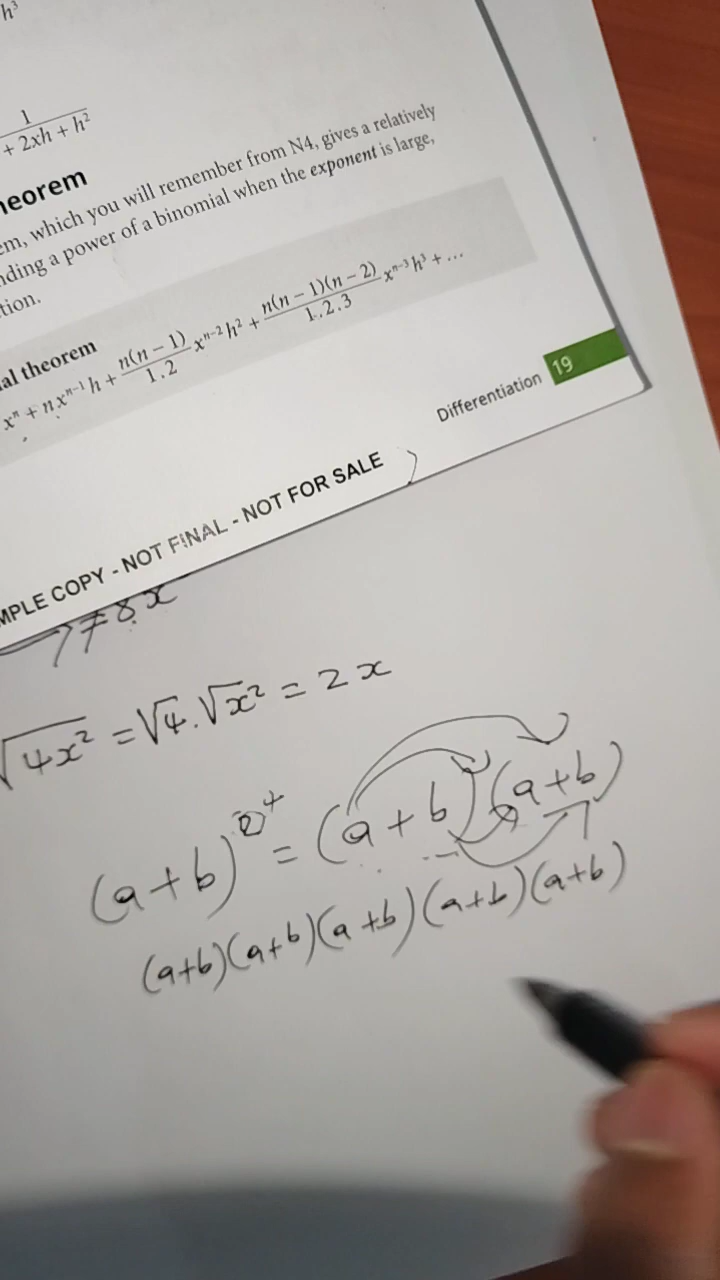 h³
1
+ 2xh + h²
eorem
em, which you will remember from N4, gives a relatively
nding a power of a binomial when the exponent is large,
tion.
al theorem
xⁿ + nxⁿ⁻¹h + n(n − 1)/1.2 xⁿ⁻²h² + n(n − 1)(n − 2)/1.2.3 xⁿ⁻³h³ + ...
Differentiation 19
MPLE COPY - NOT FINAL - NOT FOR SALE
√4x² = √4.√x² = 2x
(a+b) = (a+b)(a+b)
(a+b)(a+b)(a+b)(a+b)(a+b)